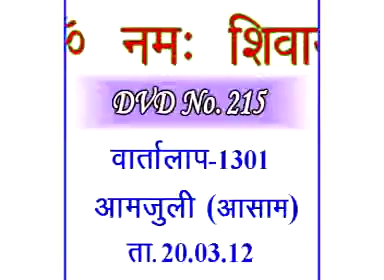 ॐ नमः शिवाय
DVD No. 215
वार्तालाप-1301
आमजुली (आसाम)
ता. 20.03.12